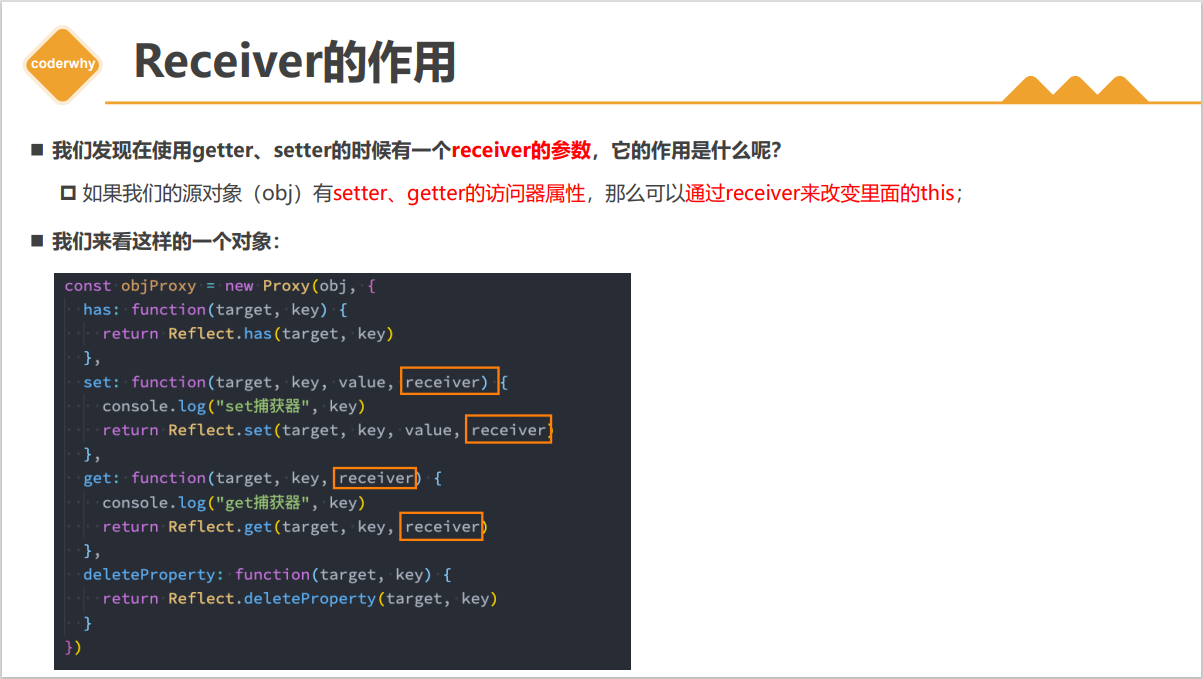 coderwhy
Receiver的作用
我们发现在使用getter、setter的时候有一个receiver的参数，它的作用是什么呢？
如果我们的源对象（obj）有setter、getter的访问器属性，那么可以通过receiver来改变里面的this；
我们来看这样的一个对象：
const objProxy = new Proxy(obj, {
  has: function(target, key) {
    return Reflect.has(target, key)
  },
  set: function(target, key, value, receiver) {
    console.log("set捕获器", key)
    return Reflect.set(target, key, value, receiver)
  },
  get: function(target, key, receiver) {
    console.log("get捕获器", key)
    return Reflect.get(target, key, receiver)
  },
  deleteProperty: function(target, key) {
    return Reflect.deleteProperty(target, key)
  }
})